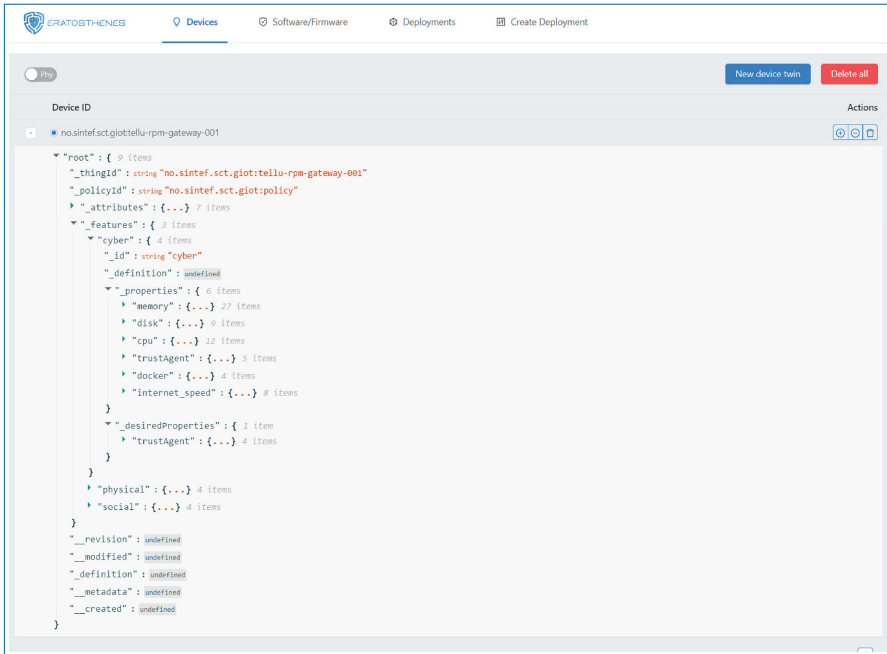 ERATOSTHENES
Devices
Software/Firmware
Deployments
Create Deployment
Phy
New device twin
Delete all
Device ID
Actions
no.sintef.sct.giot:tellu-rpm-gateway-001
"root" : { 9 items
"_thingId" : string "no.sintef.sct.giot:tellu-rpm-gateway-001"
"_policyId" : string "no.sintef.sct.giot:policy"
"_attributes" : {...} 7 items
"_features" : { 3 items
"cyber" : { 4 items
"_id" : string "cyber"
"_definition" : undefined
"_properties" : { 6 items
"memory" : {...} 27 items
"disk" : {...} 9 items
"cpu" : {...} 12 items
"trustAgent" : {...} 5 items
"docker" : {...} 4 items
"internet_speed" : {...} 8 items
}
"_desiredProperties" : { 1 item
"trustAgent" : {...} 4 items
}
}
"physical" : {...} 4 items
"social" : {...} 4 items
}
"__revision" : undefined
"__modified" : undefined
"_definition" : undefined
"__metadata" : undefined
"__created" : undefined
}